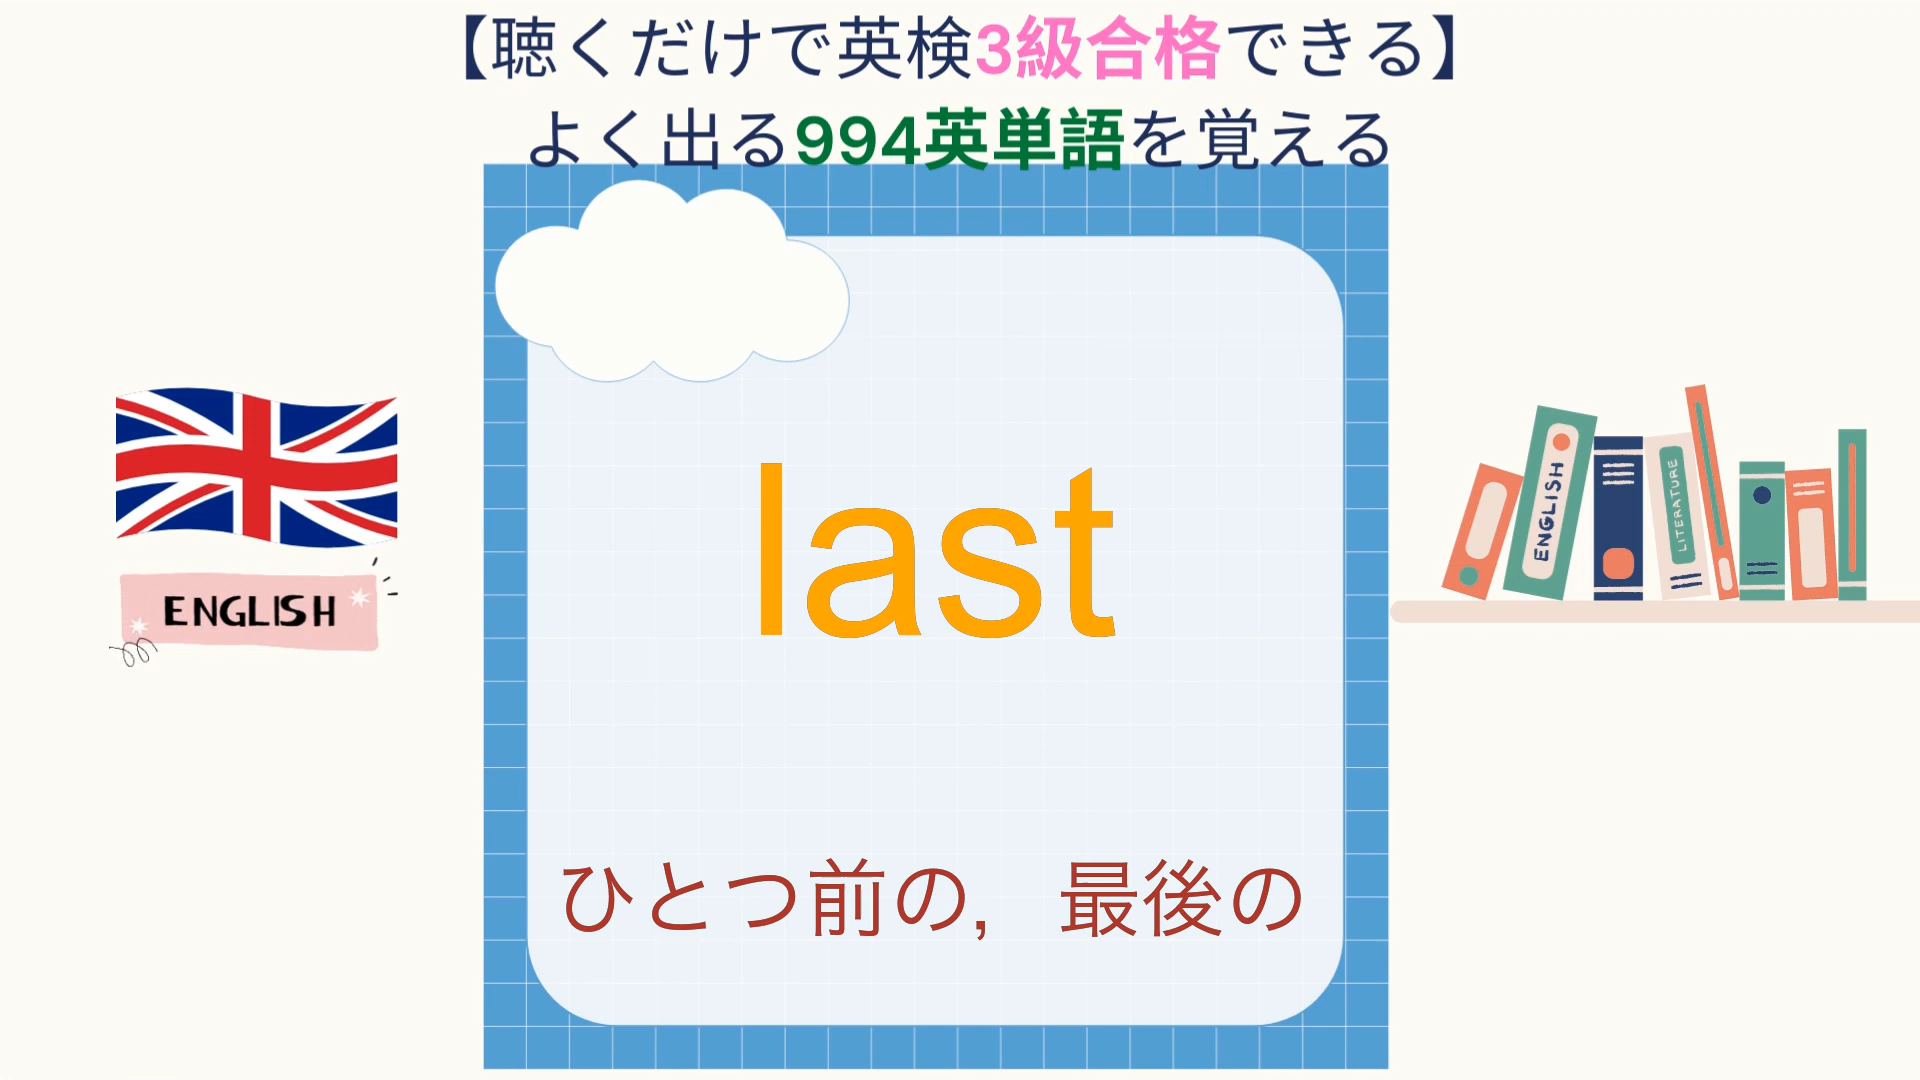 【聴くだけで英検3級合格できる】
よく出る994英単語を覚える
last
ひとつ前の, 最後の
ENGLISH
ENGLISH
LITERATURE